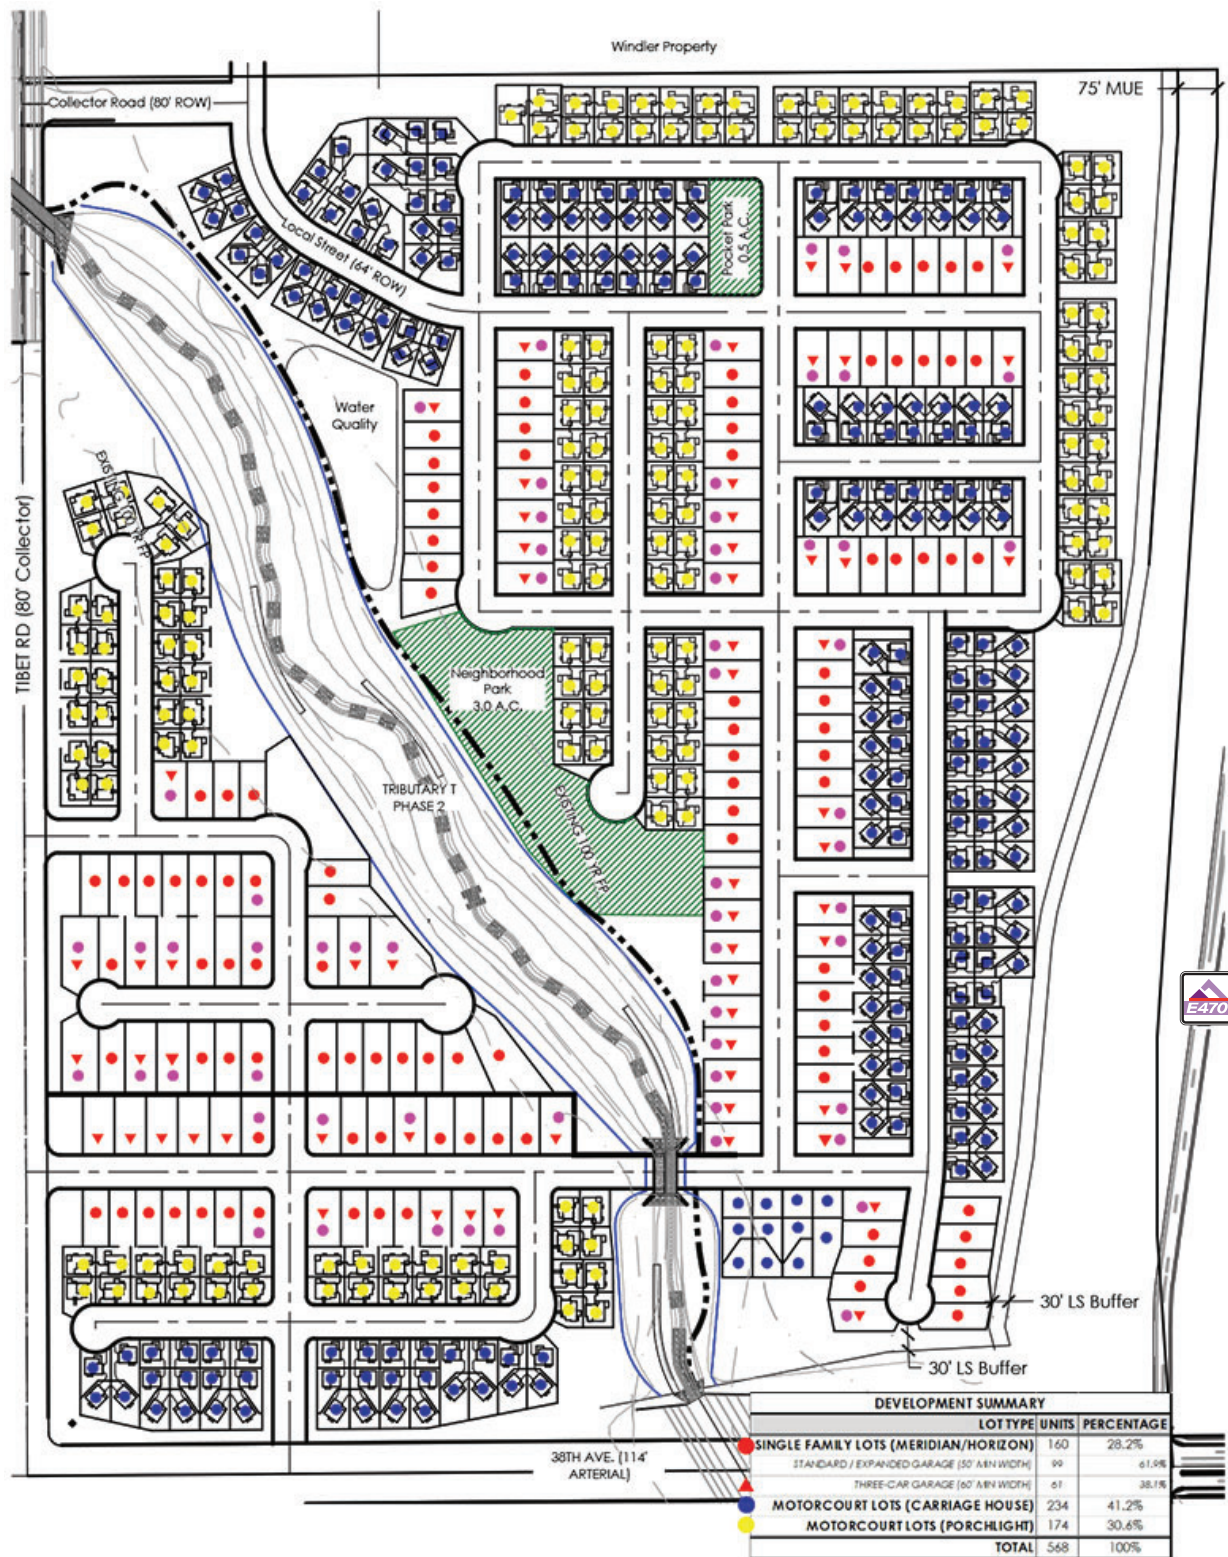 Windler Property
75' MUE
Collector Road (80' ROW)
Local Street (64' ROW)
Pocket Park
0.5 A.C.
Water
Quality
EXISTING 100 YR FP
TIBET RD (80' Collector)
Neighborhood
Park
3.0 A.C.
TRIBUTARY T
PHASE 2
EXISTING 100 YR FP
E470
30' LS Buffer
30' LS Buffer
38TH AVE. (114'
ARTERIAL)
DEVELOPMENT SUMMARY
LOT TYPE UNITS PERCENTAGE
SINGLE FAMILY LOTS (MERIDIAN/HORIZON) 160 28.2%
STANDARD / EXPANDED GARAGE (50' MIN WIDTH) 99 61.9%
THREE-CAR GARAGE (60' MIN WIDTH) 61 38.1%
MOTORCOURT LOTS (CARRIAGE HOUSE) 234 41.2%
MOTORCOURT LOTS (PORCHLIGHT) 174 30.6%
TOTAL 568 100%